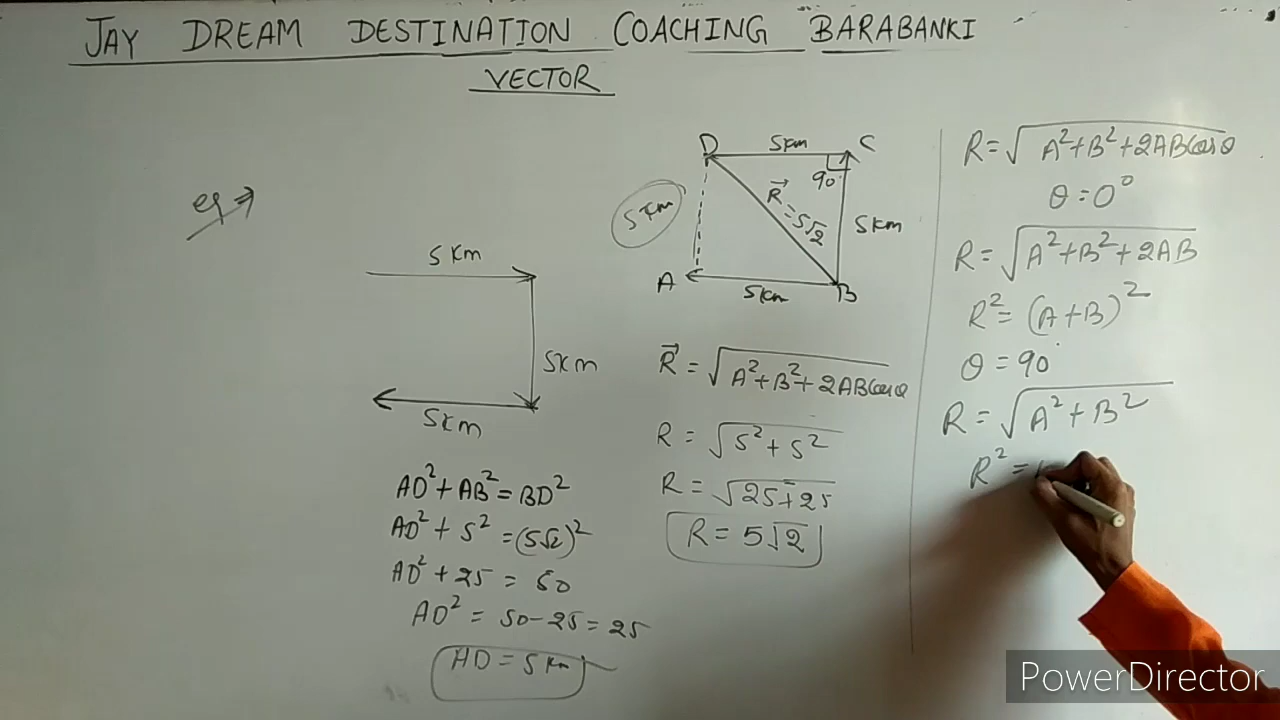 JAY DREAM DESTINATION COACHING BARABANKI
VECTOR
eg ⇒
5 Km
5Km
5Km
AD²+AB²=BD²
AD²+5²=(5√2)²
AD²+25=50
AD²=50-25=25
AD=5Km
D
5Km
C
90°
5Km
R⃗=5√2
5Km
A
5Km
B
R⃗=√A²+B²+2ABCosθ
R=√5²+5²
R=√25+25
R=5√2
R=√A²+B²+2ABCosθ
θ=0°
R=√A²+B²+2AB
R²=(A+B)²
θ=90°
R=√A²+B²
R²=
PowerDirector